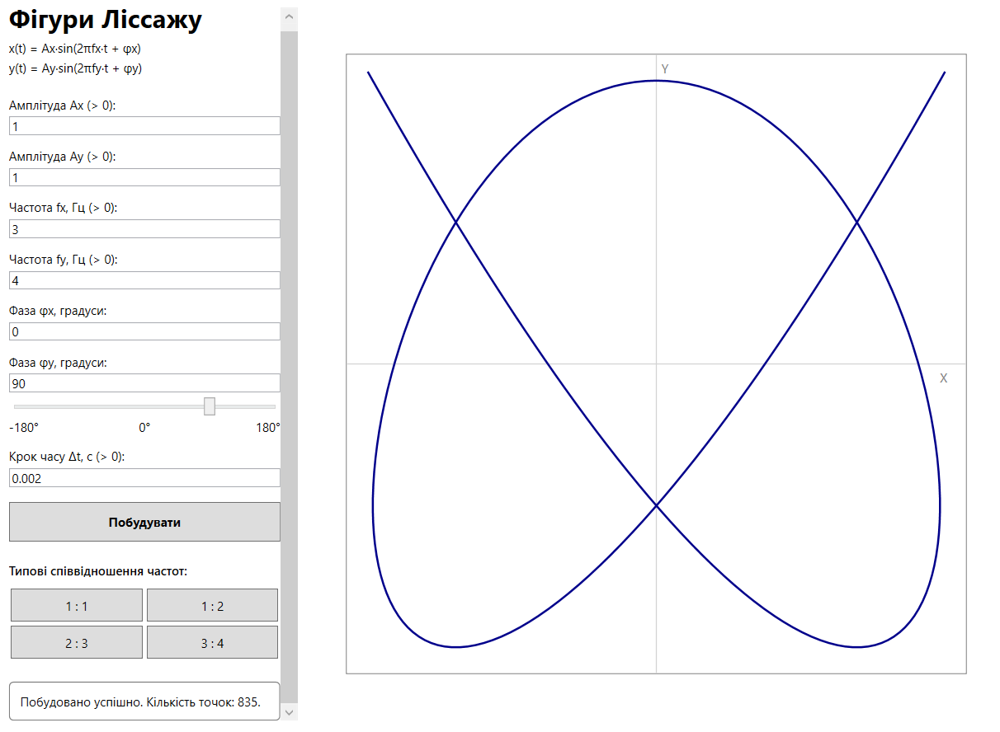 Фігури Ліссажу
x(t) = Ax·sin(2πfx·t + φx)
y(t) = Ay·sin(2πfy·t + φy)
Амплітуда Ax (> 0):
1
Амплітуда Ay (> 0):
1
Частота fx, Гц (> 0):
3
Частота fy, Гц (> 0):
4
Фаза φx, градуси:
0
Фаза φy, градуси:
90
-180° 0° 180°
Крок часу Δt, с (> 0):
0.002
Побудувати
Типові співвідношення частот:
1 : 1 1 : 2
2 : 3 3 : 4
Побудовано успішно. Кількість точок: 835.
Y
X